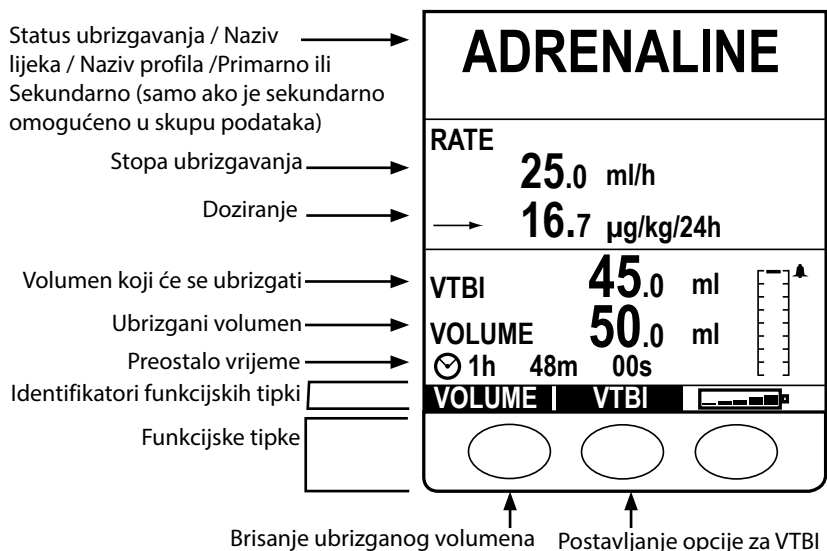 Status ubrizgavanja / Naziv
lijeka / Naziv profila /Primarno ili
Sekundarno (samo ako je sekundarno
omogućeno u skupu podataka)
ADRENALINE
RATE
Stopa ubrizgavanja
25.0 ml/h
Doziranje
16.7 µg/kg/24h
Volumen koji će se ubrizgati
VTBI 45.0 ml
Ubrizgani volumen
VOLUME 50.0 ml
Preostalo vrijeme
1h 48m 00s
Identifikatori funkcijskih tipki
VOLUME VTBI
Funkcijske tipke
Brisanje ubrizganog volumena
Postavljanje opcije za VTBI